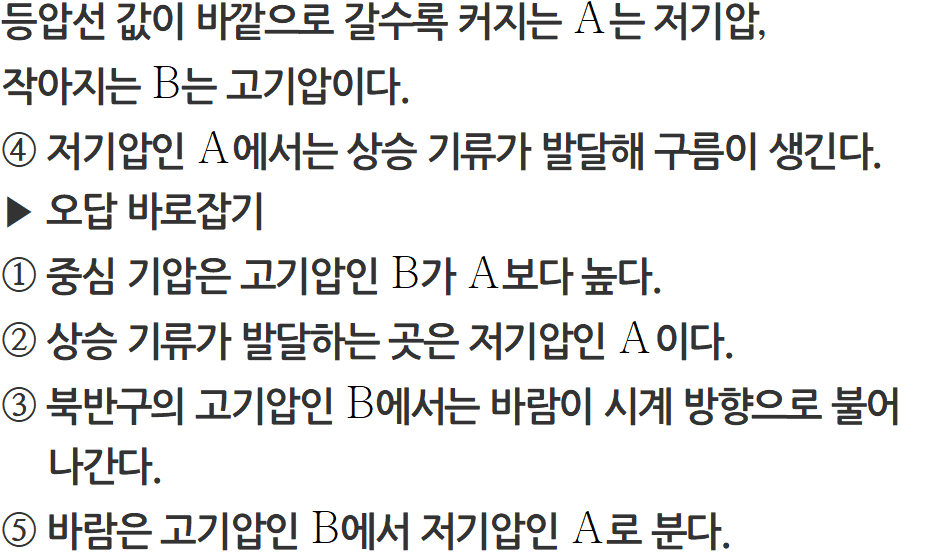 등압선 값이 바깥으로 갈수록 커지는 A는 저기압,
작아지는 B는 고기압이다.
④ 저기압인 A에서는 상승 기류가 발달해 구름이 생긴다.
▶ 오답 바로잡기
① 중심 기압은 고기압인 B가 A보다 높다.
② 상승 기류가 발달하는 곳은 저기압인 A이다.
③ 북반구의 고기압인 B에서는 바람이 시계 방향으로 불어
나간다.
⑤ 바람은 고기압인 B에서 저기압인 A로 분다.